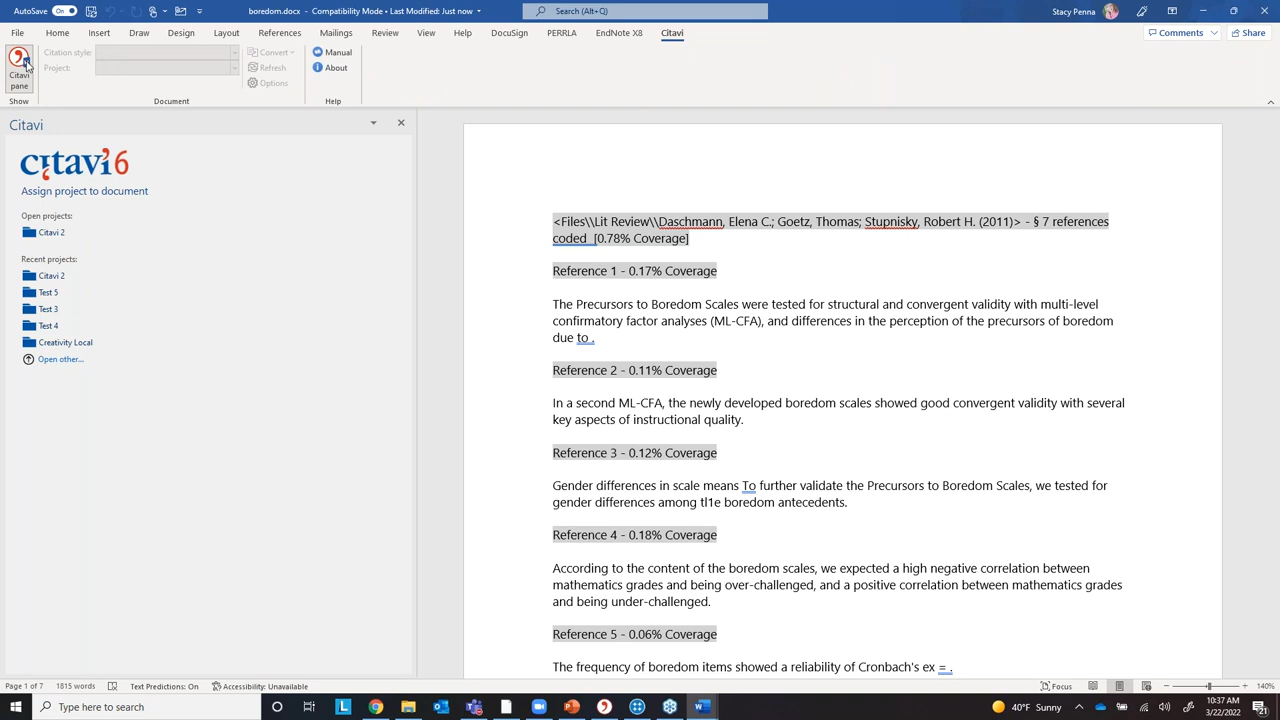 AutoSave On boredom.docx - Compatibility Mode • Last Modified: Just now Search (Alt+Q) Stacy Penna
File Home Insert Draw Design Layout References Mailings Review View Help DocuSign PERRLA EndNote X8 Citavi Comments Share
Citavi pane
Show
Citation style:
Project:
Convert
Refresh
Options
Document
Manual
About
Help
Citavi
citavi6
Assign project to document
Open projects:
Citavi 2
Recent projects:
Citavi 2
Test 5
Test 3
Test 4
Creativity Local
Open other...
<Files\\Lit Review\\Daschmann, Elena C.; Goetz, Thomas; Stupnisky, Robert H. (2011)> - § 7 references
coded [0.78% Coverage]
Reference 1 - 0.17% Coverage
The Precursors to Boredom Scales were tested for structural and convergent validity with multi-level
confirmatory factor analyses (ML-CFA), and differences in the perception of the precursors of boredom
due to .
Reference 2 - 0.11% Coverage
In a second ML-CFA, the newly developed boredom scales showed good convergent validity with several
key aspects of instructional quality.
Reference 3 - 0.12% Coverage
Gender differences in scale means To further validate the Precursors to Boredom Scales, we tested for
gender differences among tl1e boredom antecedents.
Reference 4 - 0.18% Coverage
According to the content of the boredom scales, we expected a high negative correlation between
mathematics grades and being over-challenged, and a positive correlation between mathematics grades
and being under-challenged.
Reference 5 - 0.06% Coverage
The frequency of boredom items showed a reliability of Cronbach's ex = .
Page 1 of 7 1815 words Text Predictions: On Accessibility: Unavailable Focus 140%
Type here to search 40°F Sunny 10:37 AM
3/22/2022